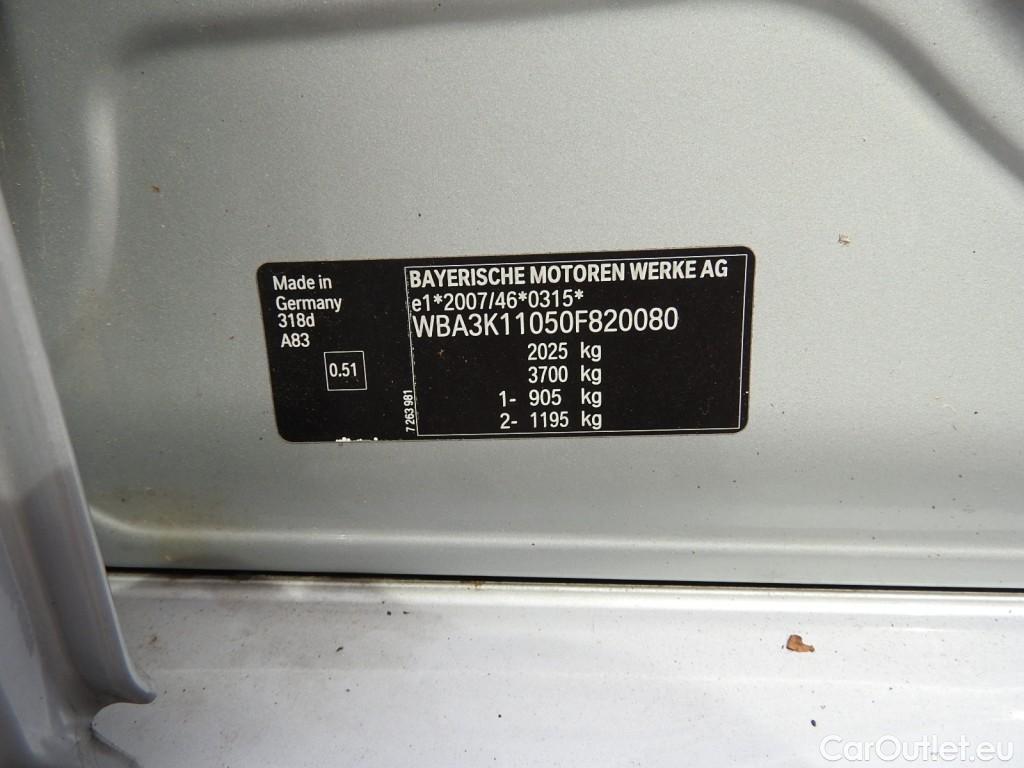 Made in
Germany
318d
A83
0.51
7 263 981
BAYERISCHE MOTOREN WERKE AG
e1*2007/46*0315*
WBA3K11050F820080
2025 kg
3700 kg
1- 905 kg
2- 1195 kg
CarOutlet.eu